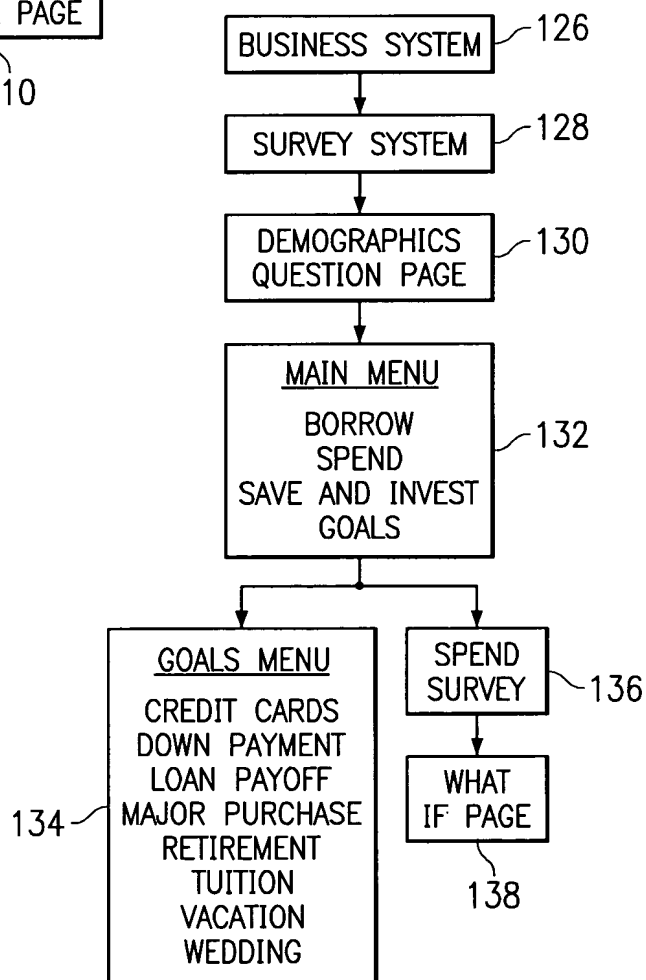 PAGE
10
BUSINESS SYSTEM
126
SURVEY SYSTEM
128
DEMOGRAPHICS
QUESTION PAGE
130
MAIN MENU
BORROW
SPEND
SAVE AND INVEST
GOALS
132
GOALS MENU
CREDIT CARDS
DOWN PAYMENT
LOAN PAYOFF
MAJOR PURCHASE
RETIREMENT
TUITION
VACATION
WEDDING
134
SPEND
SURVEY
136
WHAT
IF PAGE
138